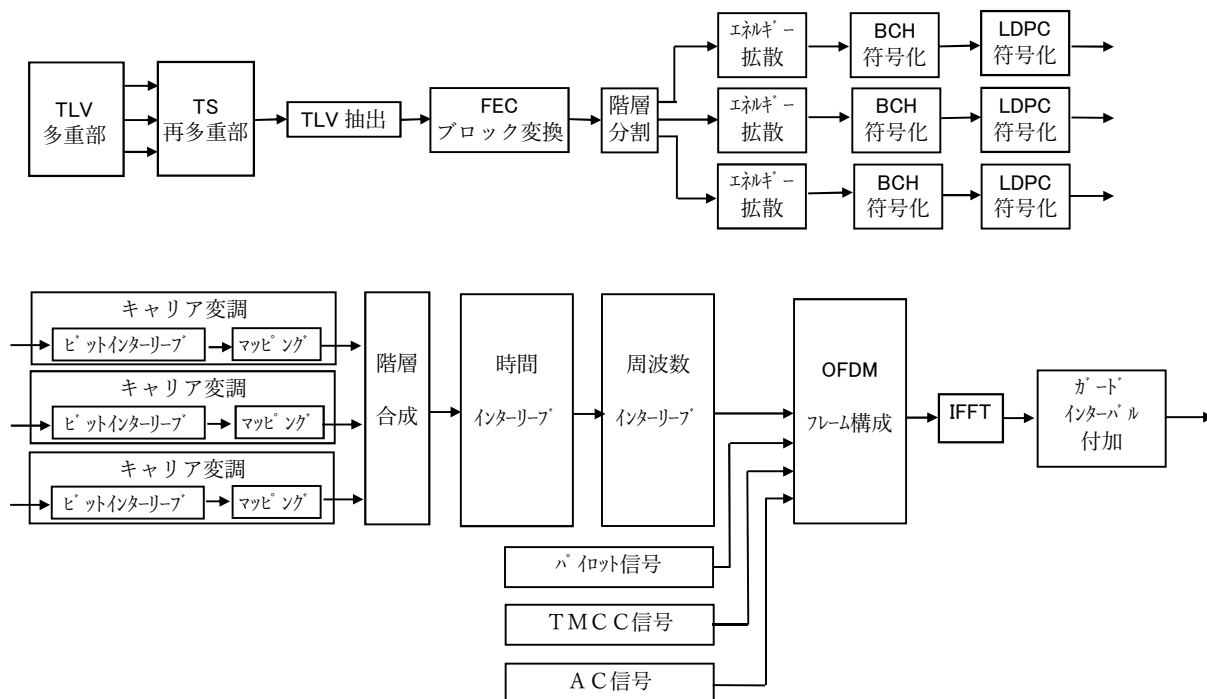 TLV
多重部
TS
再多重部
TLV 抽出
FEC
ブロック変換
階層
分割
ｴﾈﾙｷﾞｰ
拡散
BCH
符号化
LDPC
符号化
ｴﾈﾙｷﾞｰ
拡散
BCH
符号化
LDPC
符号化
ｴﾈﾙｷﾞｰ
拡散
BCH
符号化
LDPC
符号化
キャリア変調
ﾋﾞｯﾄｲﾝﾀｰﾘｰﾌﾞ
ﾏｯﾋﾟﾝｸﾞ
キャリア変調
ﾋﾞｯﾄｲﾝﾀｰﾘｰﾌﾞ
ﾏｯﾋﾟﾝｸﾞ
キャリア変調
ﾋﾞｯﾄｲﾝﾀｰﾘｰﾌﾞ
ﾏｯﾋﾟﾝｸﾞ
階層
合成
時間
ｲﾝﾀｰﾘｰﾌﾞ
周波数
ｲﾝﾀｰﾘｰﾌﾞ
OFDM
ﾌﾚｰﾑ構成
IFFT
ｶﾞｰﾄﾞ
ｲﾝﾀｰﾊﾞﾙ
付加
ﾊﾟｲﾛｯﾄ信号
ＴＭＣＣ信号
ＡＣ信号